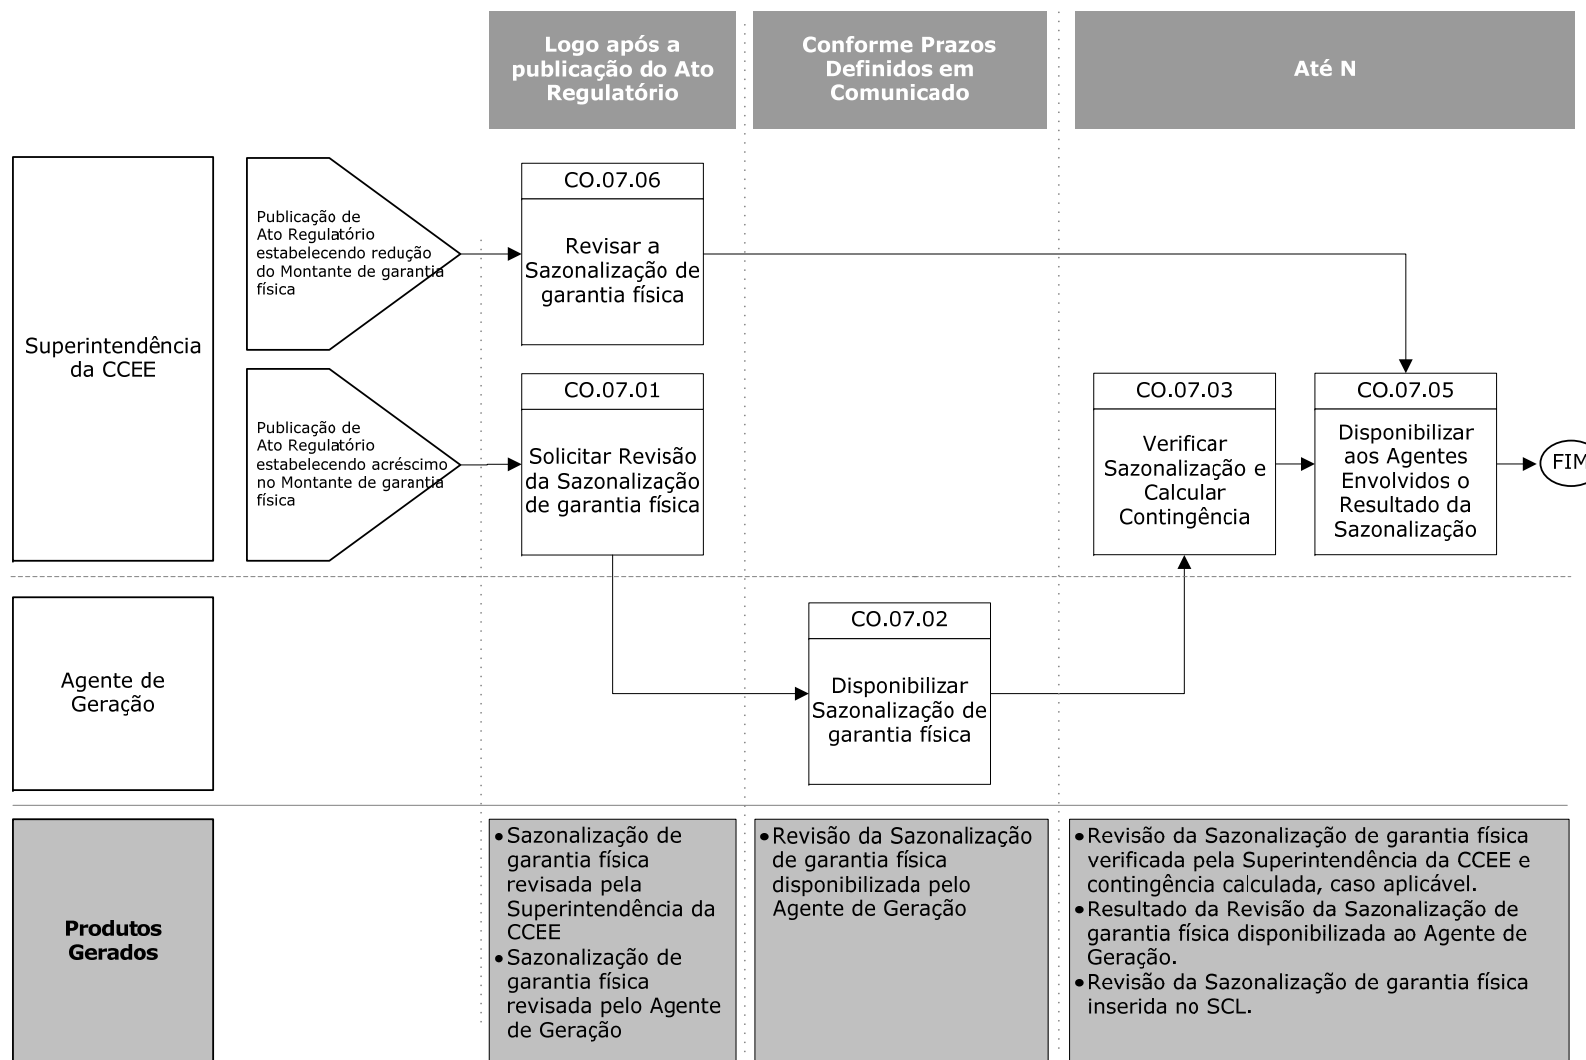 Logo após a
publicação do Ato
Regulatório
Conforme Prazos
Definidos em
Comunicado
Até N
Superintendência
da CCEE
Publicação de
Ato Regulatório
estabelecendo redução
do Montante de garantia
física
CO.07.06
Revisar a
Sazonalização de
garantia física
Publicação de
Ato Regulatório
estabelecendo acréscimo
no Montante de garantia
física
CO.07.01
Solicitar Revisão
da Sazonalização
de garantia física
CO.07.03
Verificar
Sazonalização e
Calcular
Contingência
CO.07.05
Disponibilizar
aos Agentes
Envolvidos o
Resultado da
Sazonalização
FIM
Agente de
Geração
CO.07.02
Disponibilizar
Sazonalização de
garantia física
Produtos
Gerados
•Sazonalização de
garantia física
revisada pela
Superintendência da
CCEE
•Sazonalização de
garantia física
revisada pelo Agente
de Geração
•Revisão da Sazonalização
de garantia física
disponibilizada pelo
Agente de Geração
•Revisão da Sazonalização de garantia física
verificada pela Superintendência da CCEE e
contingência calculada, caso aplicável.
•Resultado da Revisão da Sazonalização de
garantia física disponibilizada ao Agente de
Geração.
•Revisão da Sazonalização de garantia física
inserida no SCL.